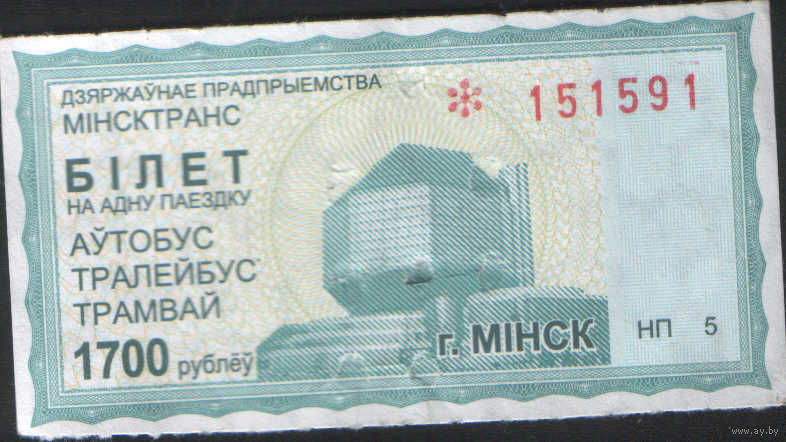 ДЗЯРЖАЎНАЕ ПРАДПРЫЕМСТВА
МІНСКТРАНС
* 151591
БІЛЕТ
НА АДНУ ПАЕЗДКУ
АЎТОБУС
ТРАЛЕЙБУС
ТРАМВАЙ
1700 рублёў
г. МІНСК
НП 5
www.ay.by